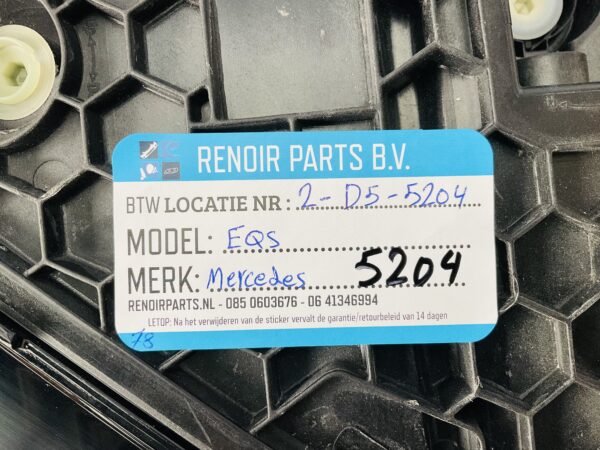 RENOIR PARTS B.V.
BTW LOCATIE NR : 2-D5-5204
MODEL: EQS
MERK: Mercedes 5204
RENOIRPARTS.NL - 085 0603676 - 06 41346994
LETOP: Na het verwijderen van de sticker vervalt de garantie/retourbeleid van 14 dagen
78